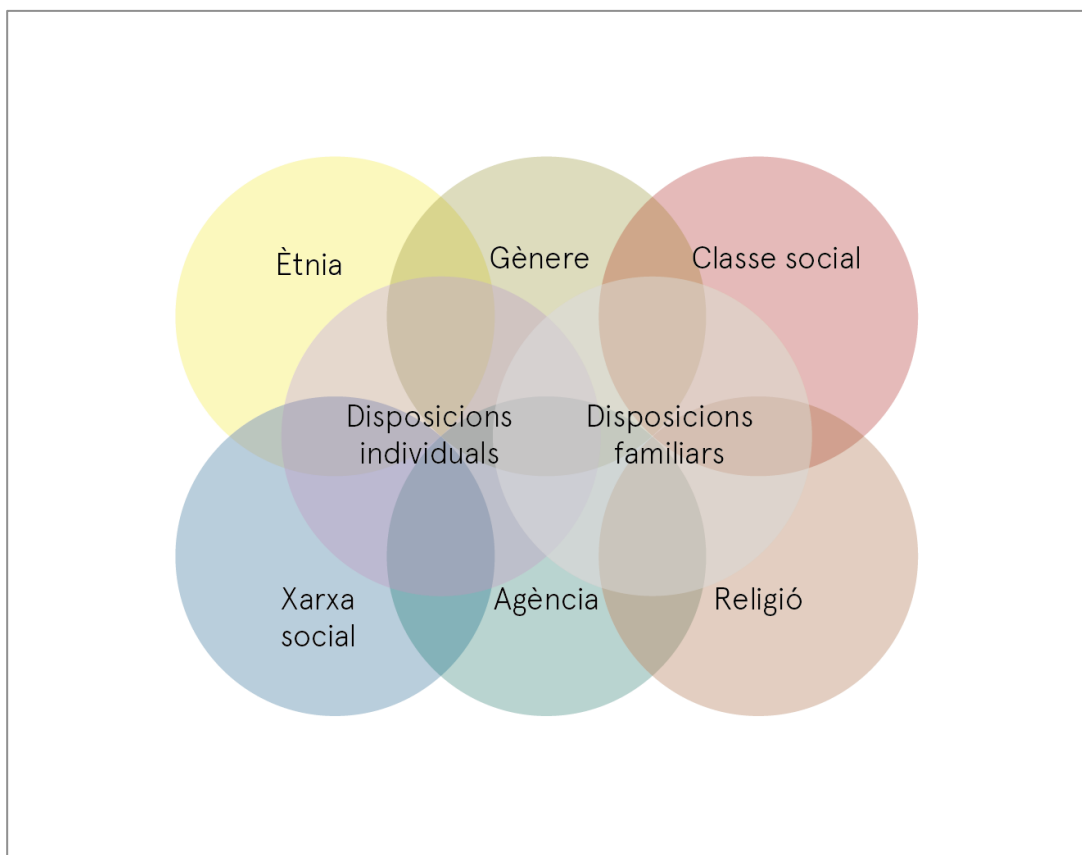 Ètnia
Gènere
Classe social
Disposicions
individuals
Disposicions
familiars
Xarxa
social
Agència
Religió